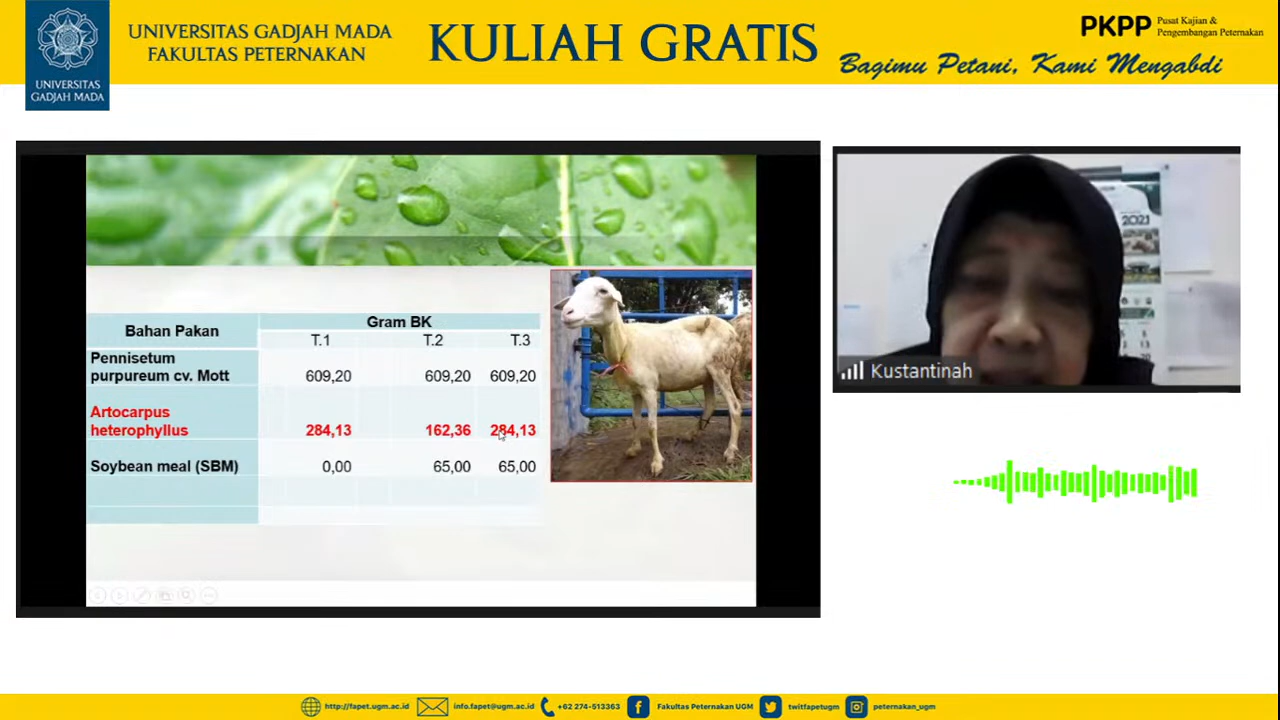 UNIVERSITAS
GADJAH MADA
UNIVERSITAS GADJAH MADA
FAKULTAS PETERNAKAN
KULIAH GRATIS
PKPP Pusat Kajian &
Pengembangan Peternakan
Bagimu Petani, Kami Mengabdi
Bahan Pakan
Gram BK
T.1 T.2 T.3
Pennisetum
purpureum cv. Mott 609,20 609,20 609,20
Artocarpus
heterophyllus 284,13 162,36 284,13
Soybean meal (SBM) 0,00 65,00 65,00
2021
Kustantinah
http://fapet.ugm.ac.id info.fapet@ugm.ac.id +62 274-513363 Fakultas Peternakan UGM twitfapetugm peternakan_ugm